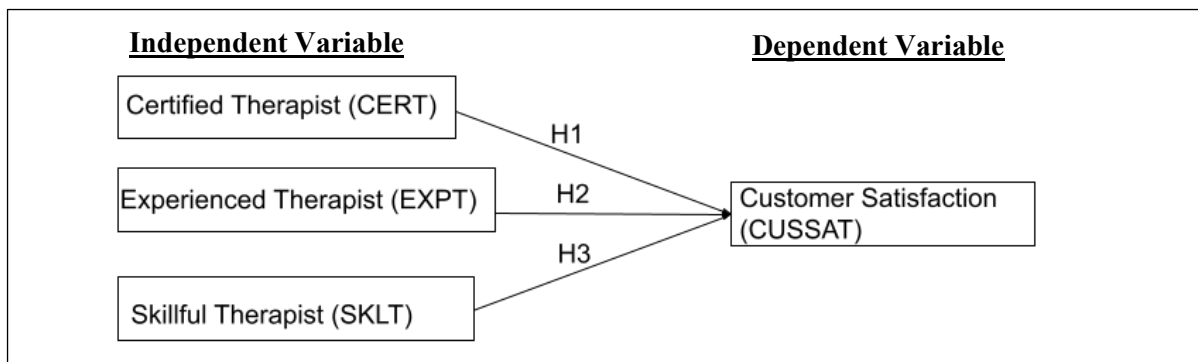 Independent Variable
Dependent Variable
Certified Therapist (CERT)
H1
Experienced Therapist (EXPT)
H2
Customer Satisfaction
(CUSSAT)
H3
Skillful Therapist (SKLT)